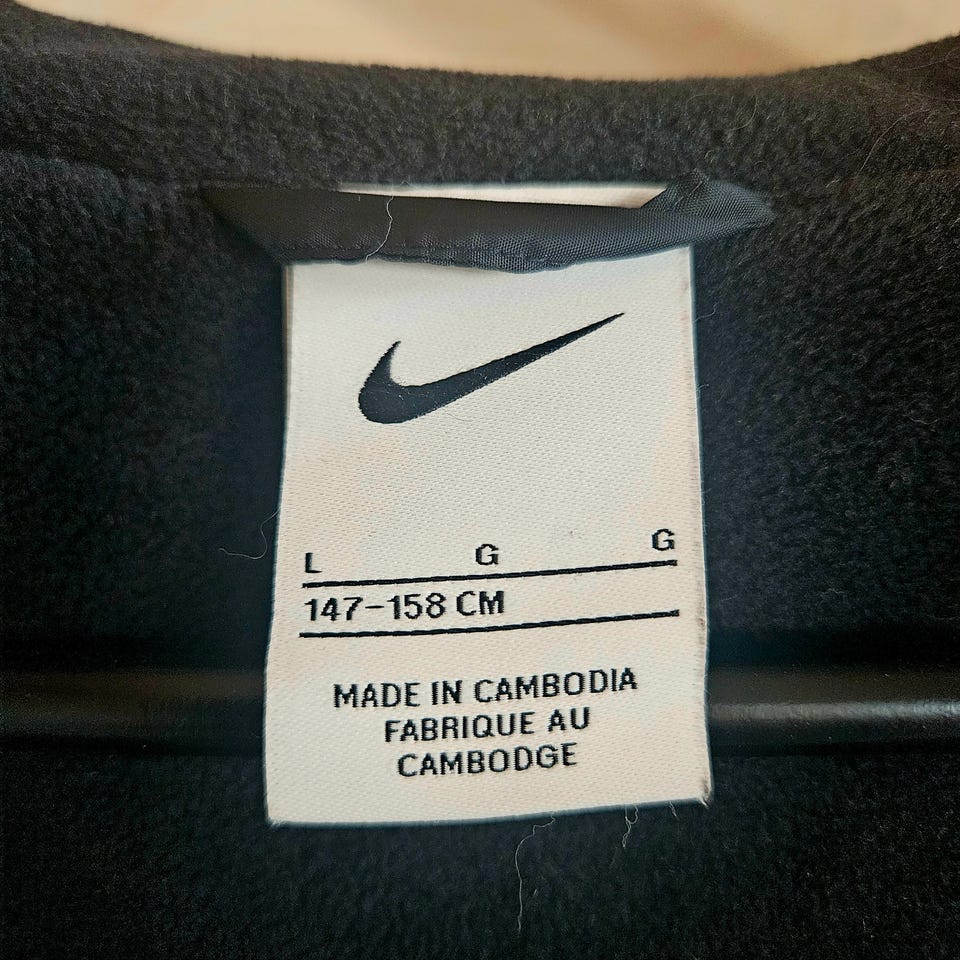 L G G
147-158 CM
MADE IN CAMBODIA
FABRIQUE AU
CAMBODGE